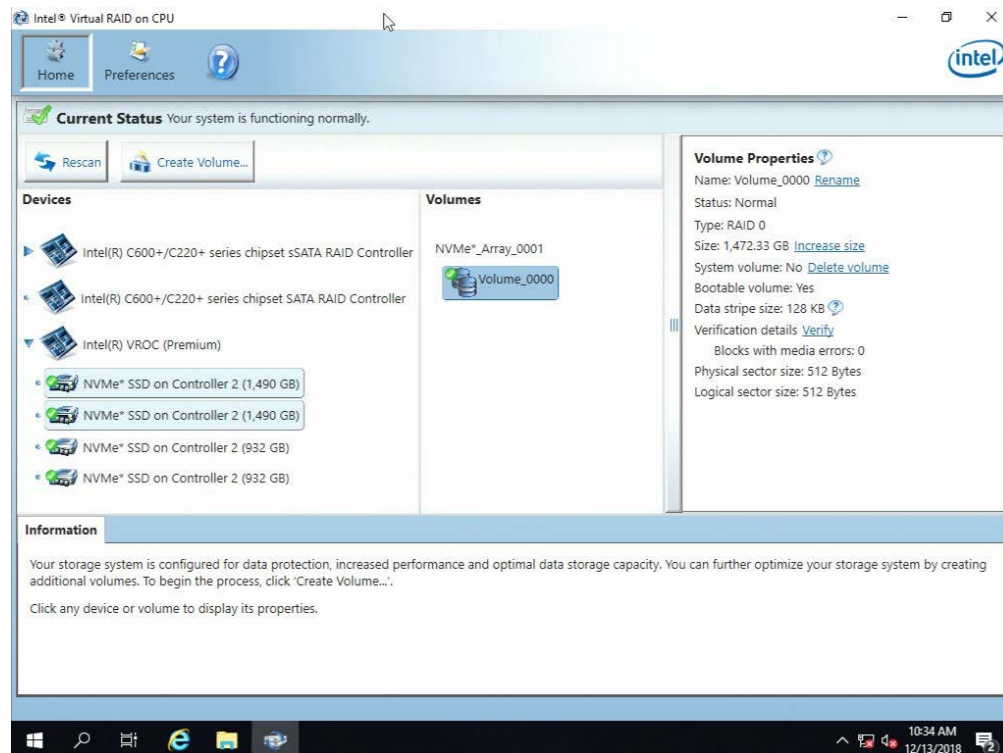 Intel® Virtual RAID on CPU
Home
Preferences
intel
Current Status Your system is functioning normally.
Rescan
Create Volume...
Devices
Intel(R) C600+/C220+ series chipset sSATA RAID Controller
Intel(R) C600+/C220+ series chipset SATA RAID Controller
Intel(R) VROC (Premium)
NVMe* SSD on Controller 2 (1,490 GB)
NVMe* SSD on Controller 2 (1,490 GB)
NVMe* SSD on Controller 2 (932 GB)
NVMe* SSD on Controller 2 (932 GB)
Volumes
NVMe*_Array_0001
Volume_0000
Volume Properties
Name: Volume_0000 Rename
Status: Normal
Type: RAID 0
Size: 1,472.33 GB Increase size
System volume: No Delete volume
Bootable volume: Yes
Data stripe size: 128 KB
Verification details Verify
Blocks with media errors: 0
Physical sector size: 512 Bytes
Logical sector size: 512 Bytes
Information
Your storage system is configured for data protection, increased performance and optimal data storage capacity. You can further optimize your storage system by creating
additional volumes. To begin the process, click 'Create Volume...'.
Click any device or volume to display its properties.
10:34 AM
12/13/2018
2